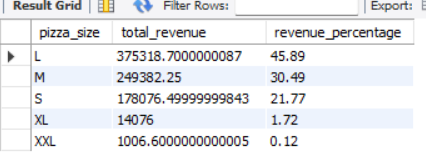 Result Grid Filter Rows: Export:
pizza_size total_revenue revenue_percentage
L 375318.7000000087 45.89
M 249382.25 30.49
S 178076.49999999843 21.77
XL 14076 1.72
XXL 1006.6000000000005 0.12